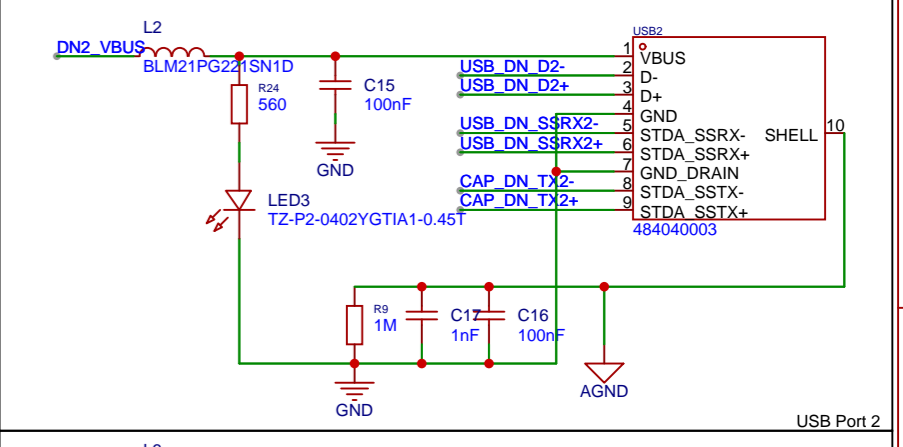 L2
USB2
DN2_VBUS
BLM21PG221SN1D
1
VBUS
USB_DN_D2-
2
D-
R24
560
C15
100nF
USB_DN_D2+
3
D+
4
GND
USB_DN_SSRX2-
5
STDA_SSRX-
SHELL
10
USB_DN_SSRX2+
6
STDA_SSRX+
GND
7
GND_DRAIN
CAP_DN_TX2-
8
STDA_SSTX-
LED3
TZ-P2-0402YGTIA1-0.45T
CAP_DN_TX2+
9
STDA_SSTX+
484040003
R9
1M
C17
1nF
C16
100nF
AGND
GND
USB Port 2